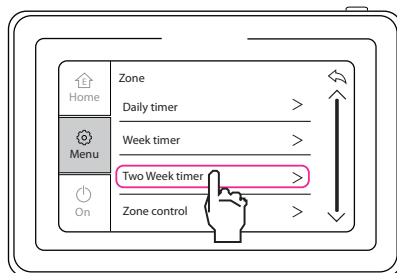 Zone
E
Home
Daily timer >
Menu
Week timer >
Two Week timer >
On
Zone control >